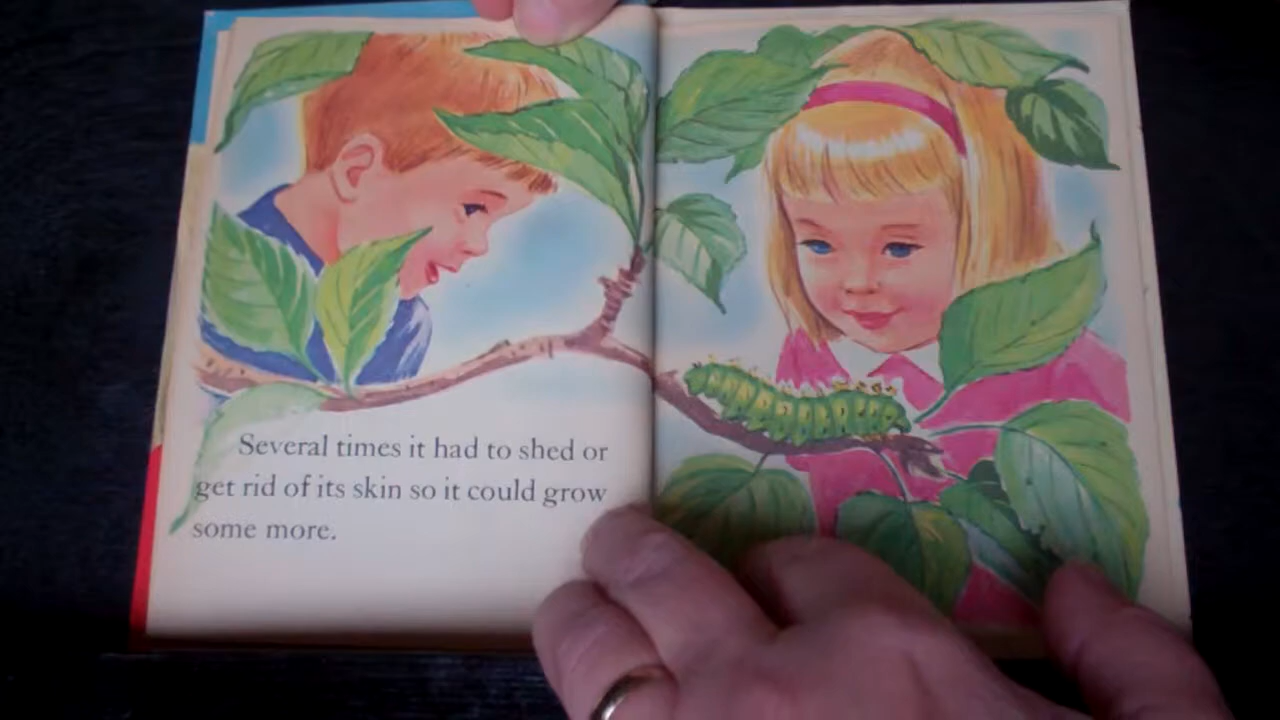 Several times it had to shed or
get rid of its skin so it could grow
some more.